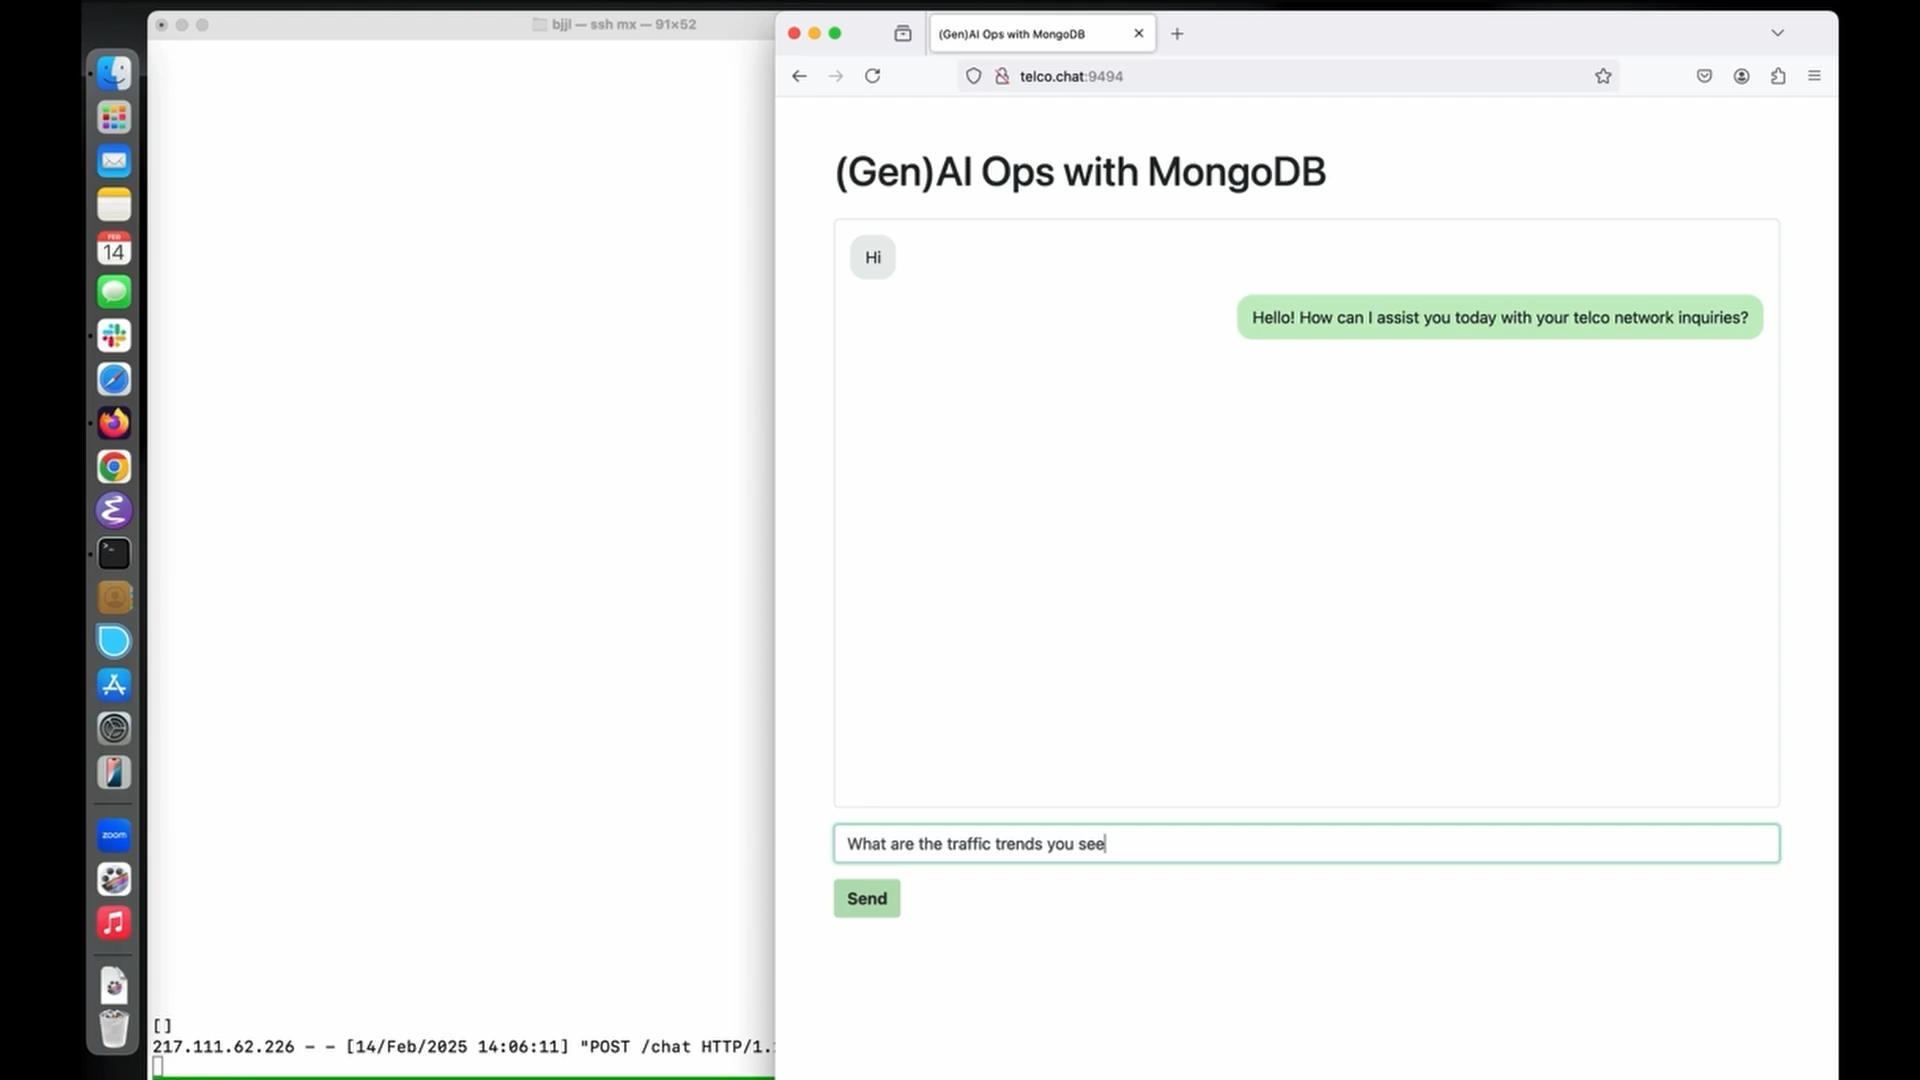 bjjl — ssh mx — 91×52
(Gen)AI Ops with MongoDB
telco.chat:9494
(Gen)AI Ops with MongoDB
Hi
Hello! How can I assist you today with your telco network inquiries?
What are the traffic trends you see
Send
FEB
14
zoom
[]
217.111.62.226 - - [14/Feb/2025 14:06:11] "POST /chat HTTP/1.